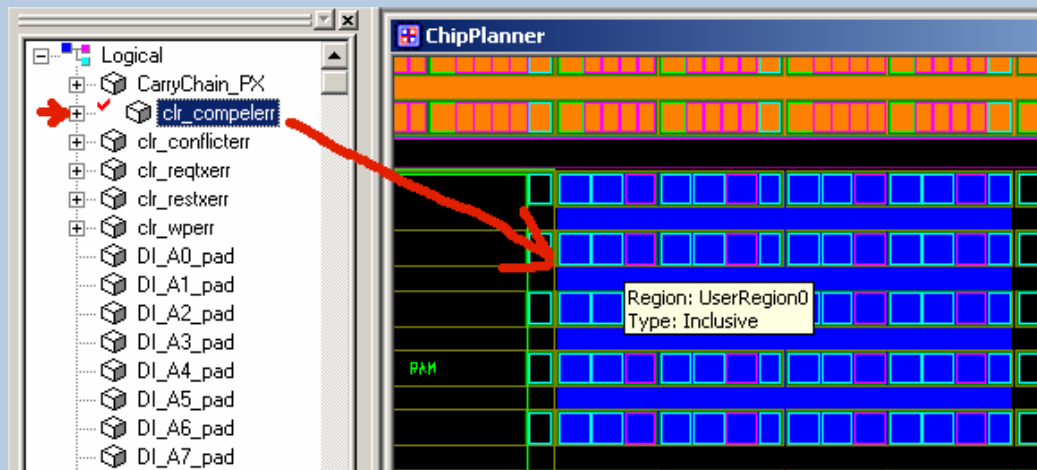 Logical
CarryChain_PX
clr_compelerr
clr_conflicterr
clr_reqtxerr
clr_restxerr
clr_wperr
DI_A0_pad
DI_A1_pad
DI_A2_pad
DI_A3_pad
DI_A4_pad
DI_A5_pad
DI_A6_pad
DI_A7_pad
ChipPlanner
Region: UserRegion0
Type: Inclusive
RAM